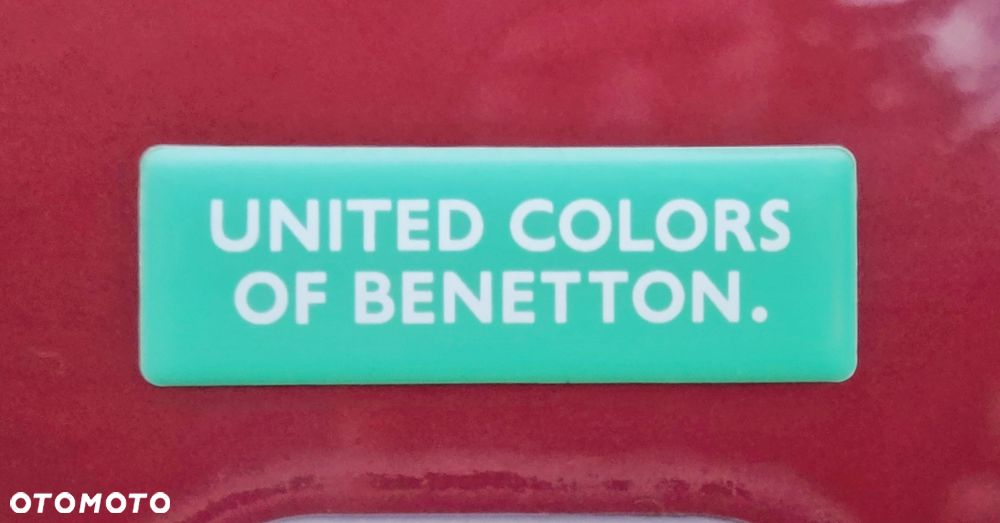 UNITED COLORS
OF BENETTON.
OTOMOTO